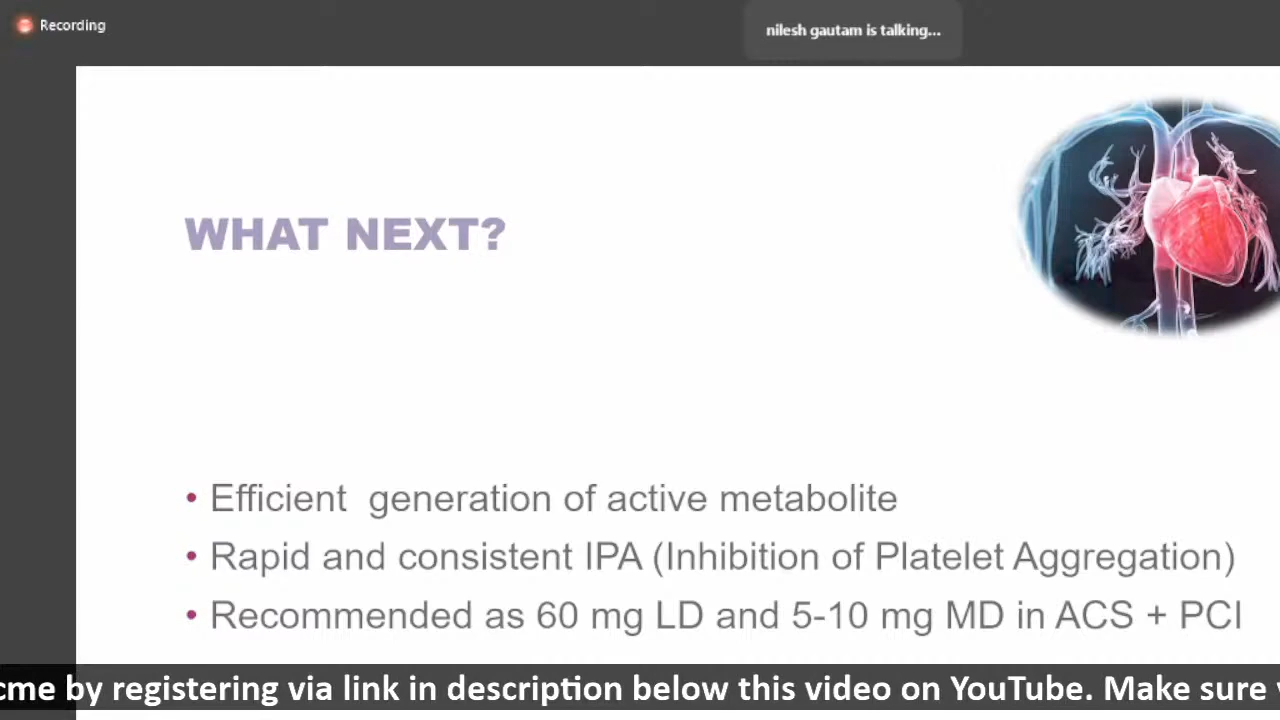 Recording
nilesh gautam is talking...
WHAT NEXT?
• Efficient generation of active metabolite
• Rapid and consistent IPA (Inhibition of Platelet Aggregation)
• Recommended as 60 mg LD and 5-10 mg MD in ACS + PCI
cme by registering via link in description below this video on YouTube. Make sure